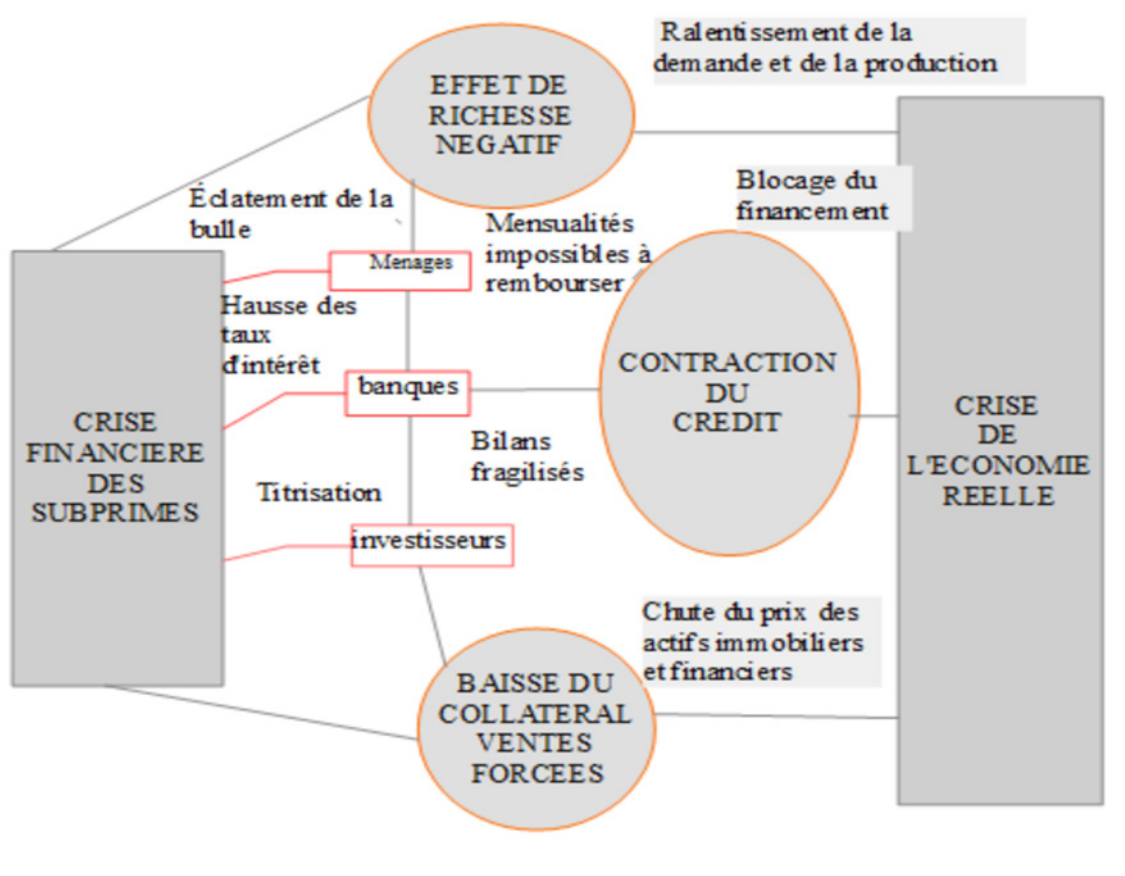 Ralentissement de la
demande et de la production
EFFET DE
RICHESSE
NEGATIF
Blocage du
financement
Éclatement de la
bulle
Mensualités
impossibles à
rembourser
Menages
Hausse des
taux
d'intérêt
banques
CONTRACTION
DU
CREDIT
CRISE
FINANCIERE
DES
SUBPRIMES
CRISE
DE
L'ECONOMIE
REELLE
Bilans
fragilisés
Titrisation
investisseurs
Chute du prix des
actifs immobiliers
et financiers
BAISSE DU
COLLATERAL
VENTES
FORCEES